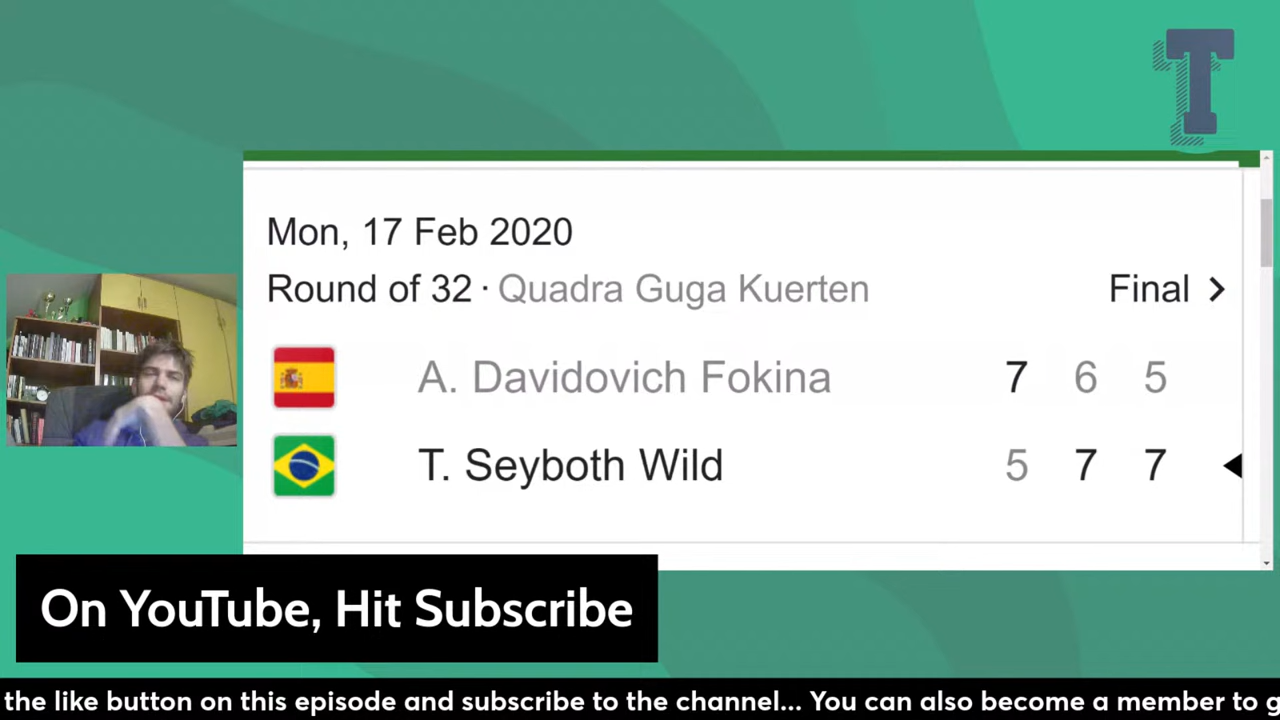 T
Mon, 17 Feb 2020
Round of 32 · Quadra Guga Kuerten Final >
A. Davidovich Fokina 7 6 5
T. Seyboth Wild 5 7 7
On YouTube, Hit Subscribe
the like button on this episode and subscribe to the channel... You can also become a member to g